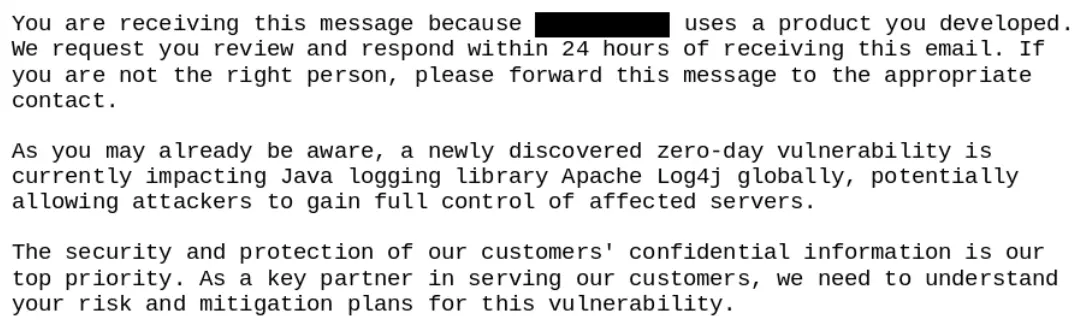 You are receiving this message because uses a product you developed.
We request you review and respond within 24 hours of receiving this email. If
you are not the right person, please forward this message to the appropriate
contact.
As you may already be aware, a newly discovered zero-day vulnerability is
currently impacting Java logging library Apache Log4j globally, potentially
allowing attackers to gain full control of affected servers.
The security and protection of our customers' confidential information is our
top priority. As a key partner in serving our customers, we need to understand
your risk and mitigation plans for this vulnerability.